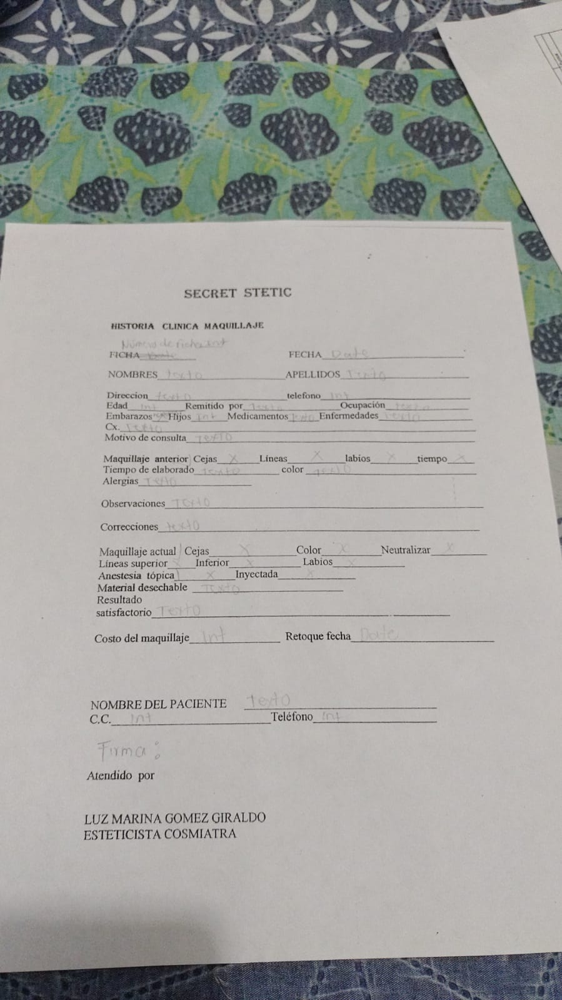 SECRET STETIC
HISTORIA CLINICA MAQUILLAJE
Número de ficha int
FICHA FECHA Date
NOMBRES texto APELLIDOS Texto
Direccion texto telefono int
Edad int Remitido por Texto Ocupación texto
Embarazos Hijos int Medicamentos texto Enfermedades Texto
Cx. Texto
Motivo de consulta TEXTO
Maquillaje anterior Cejas X Líneas X labios X tiempo X
Tiempo de elaborado texto color texto
Alergias Texto
Observaciones Texto
Correcciones texto
Maquillaje actual Cejas X Color X Neutralizar X
Líneas superior X Inferior X Labios X
Anestesia tópica X Inyectada X
Material desechable Texto
Resultado
satisfactorio Texto
Costo del maquillaje Int Retoque fecha Date
NOMBRE DEL PACIENTE Texto
C.C. Int Teléfono Int
Firma:
Atendido por
LUZ MARINA GOMEZ GIRALDO
ESTETICISTA COSMIATRA